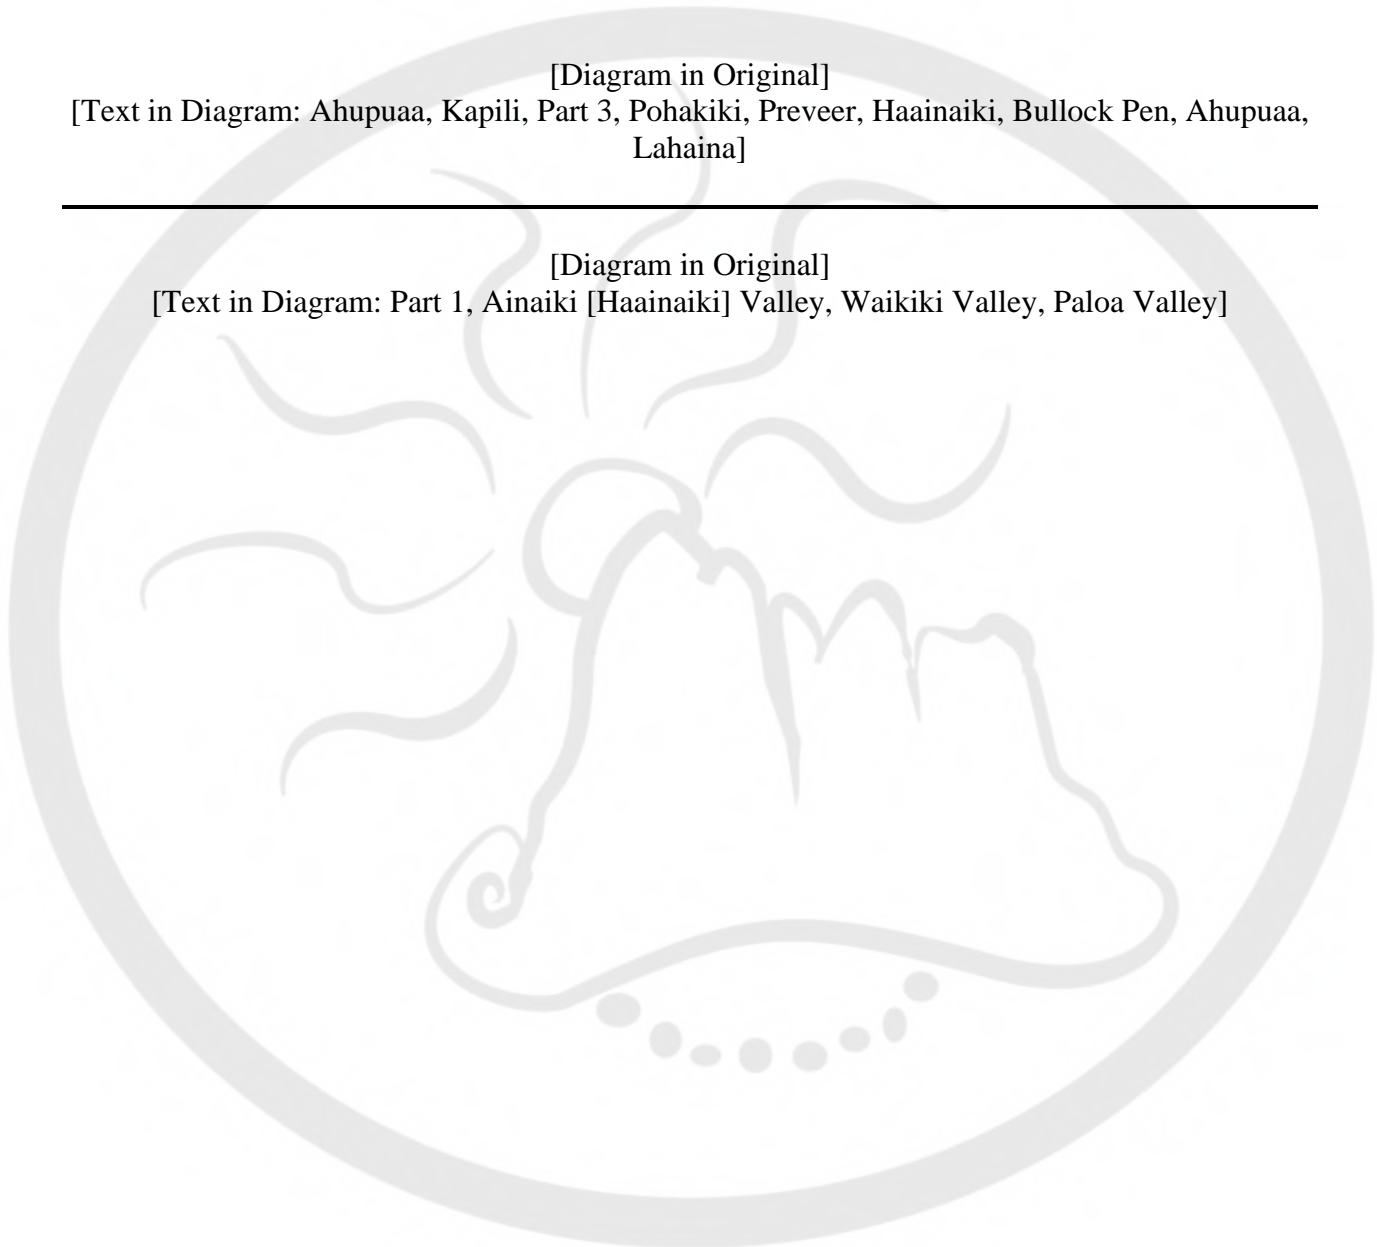 [Diagram in Original]
[Text in Diagram: Ahupuaa, Kapili, Part 3, Pohakiki, Preveer, Haainaiki, Bullock Pen, Ahupuaa,
Lahaina]
[Diagram in Original]
[Text in Diagram: Part 1, Ainaiki [Haainaiki] Valley, Waikiki Valley, Paloa Valley]